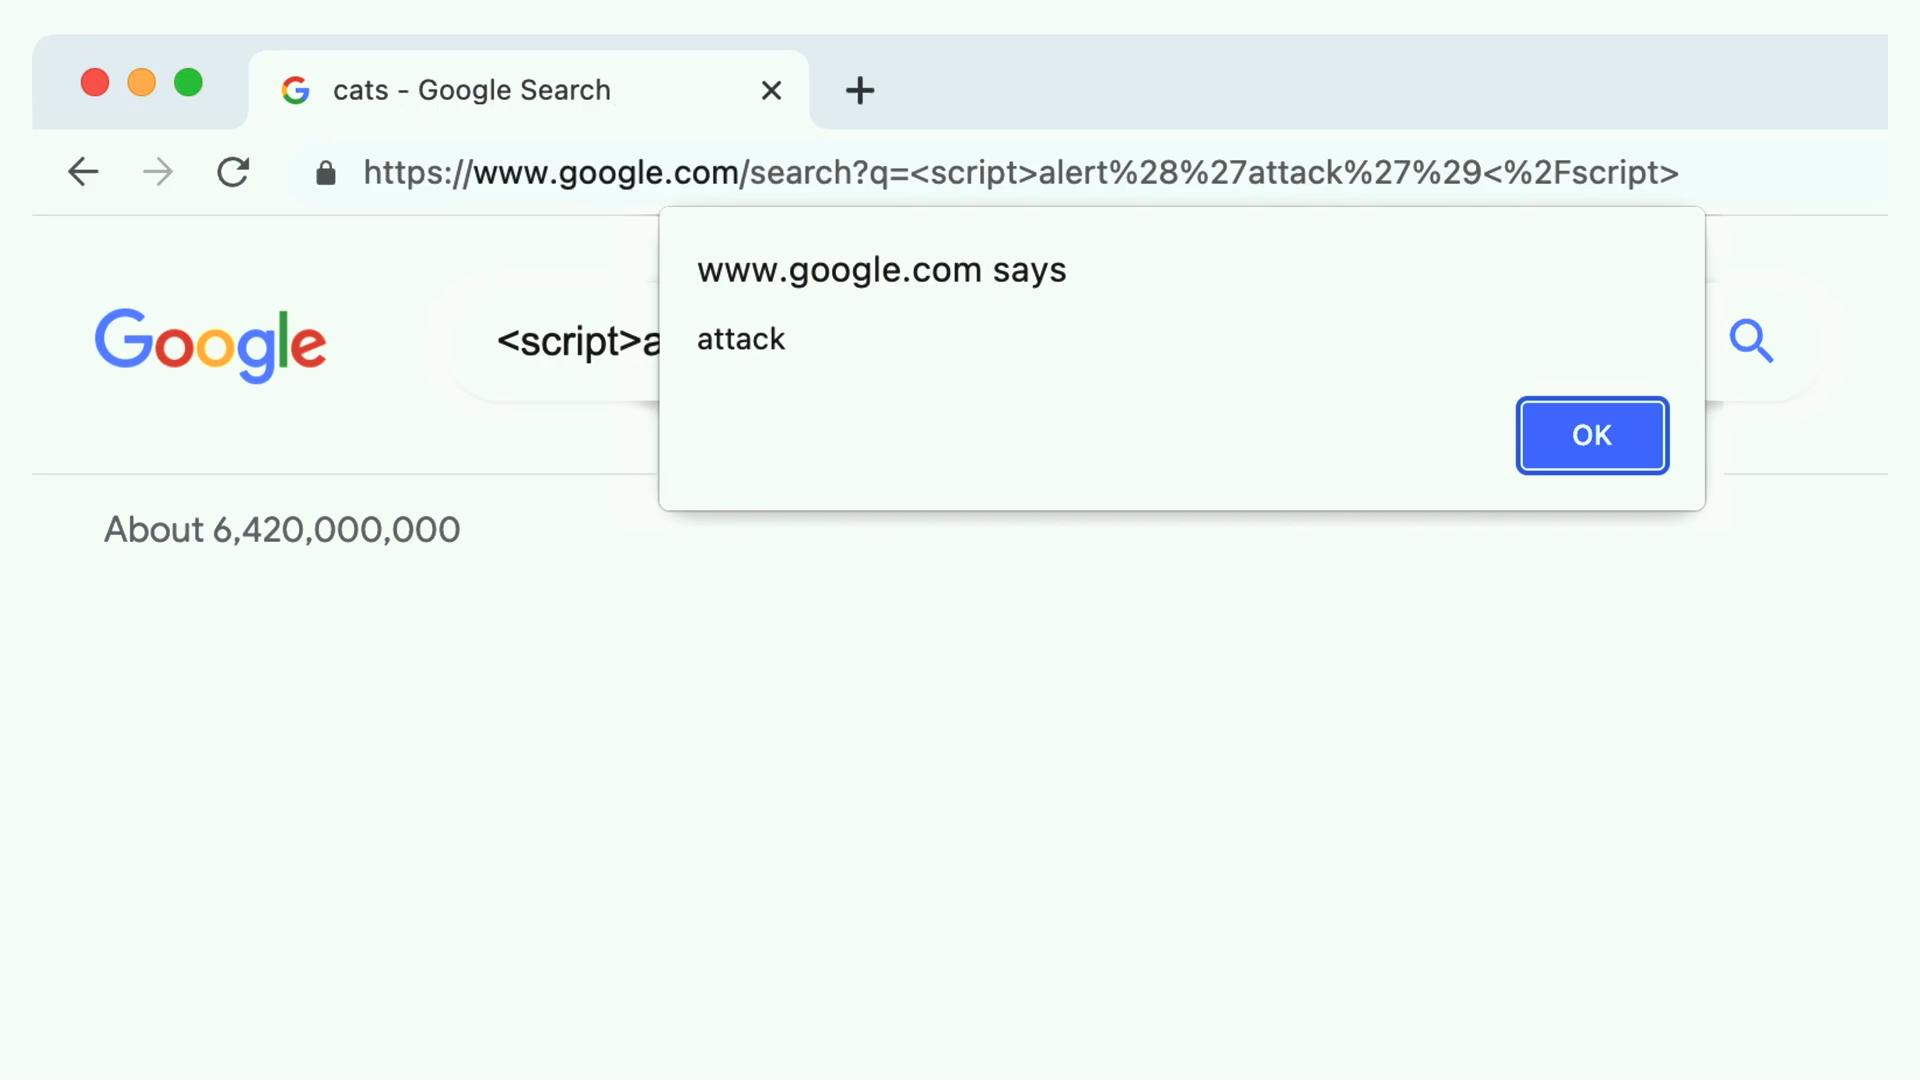 cats - Google Search
https://www.google.com/search?q=<script>alert%28%27attack%27%29<%2Fscript>
www.google.com says
Google
<script>a
attack
OK
About 6,420,000,000